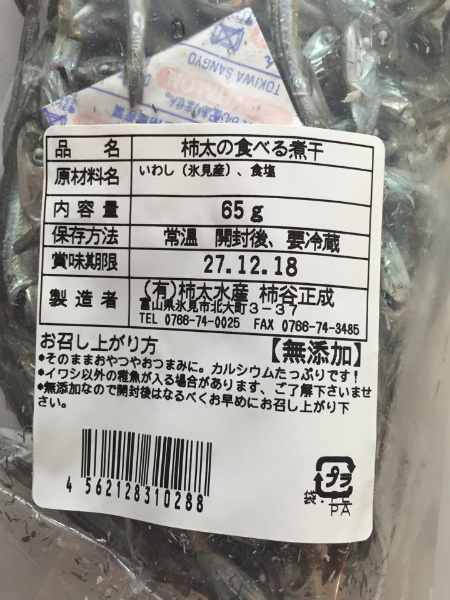 TOKIWA SANGYO
品名 柿太の食べる煮干
原材料名 いわし（氷見産）、食塩
内容量 65g
保存方法 常温 開封後、要冷蔵
賞味期限 27.12.18
製造者 (有)柿太水産 柿谷正成
富山県氷見市北大町3-37
TEL 0766-74-0025 FAX 0766-74-3485
お召し上がり方 【無添加】
*そのままおやつやおつまみに。カルシウムたっぷりです！
*イワシ以外の稚魚が入る場合があります、ご了解下さいませ。
*無添加なので開封後はなるべくお早めにお召し上がり下さい。
4562128310288
プラ
袋:PE
PA